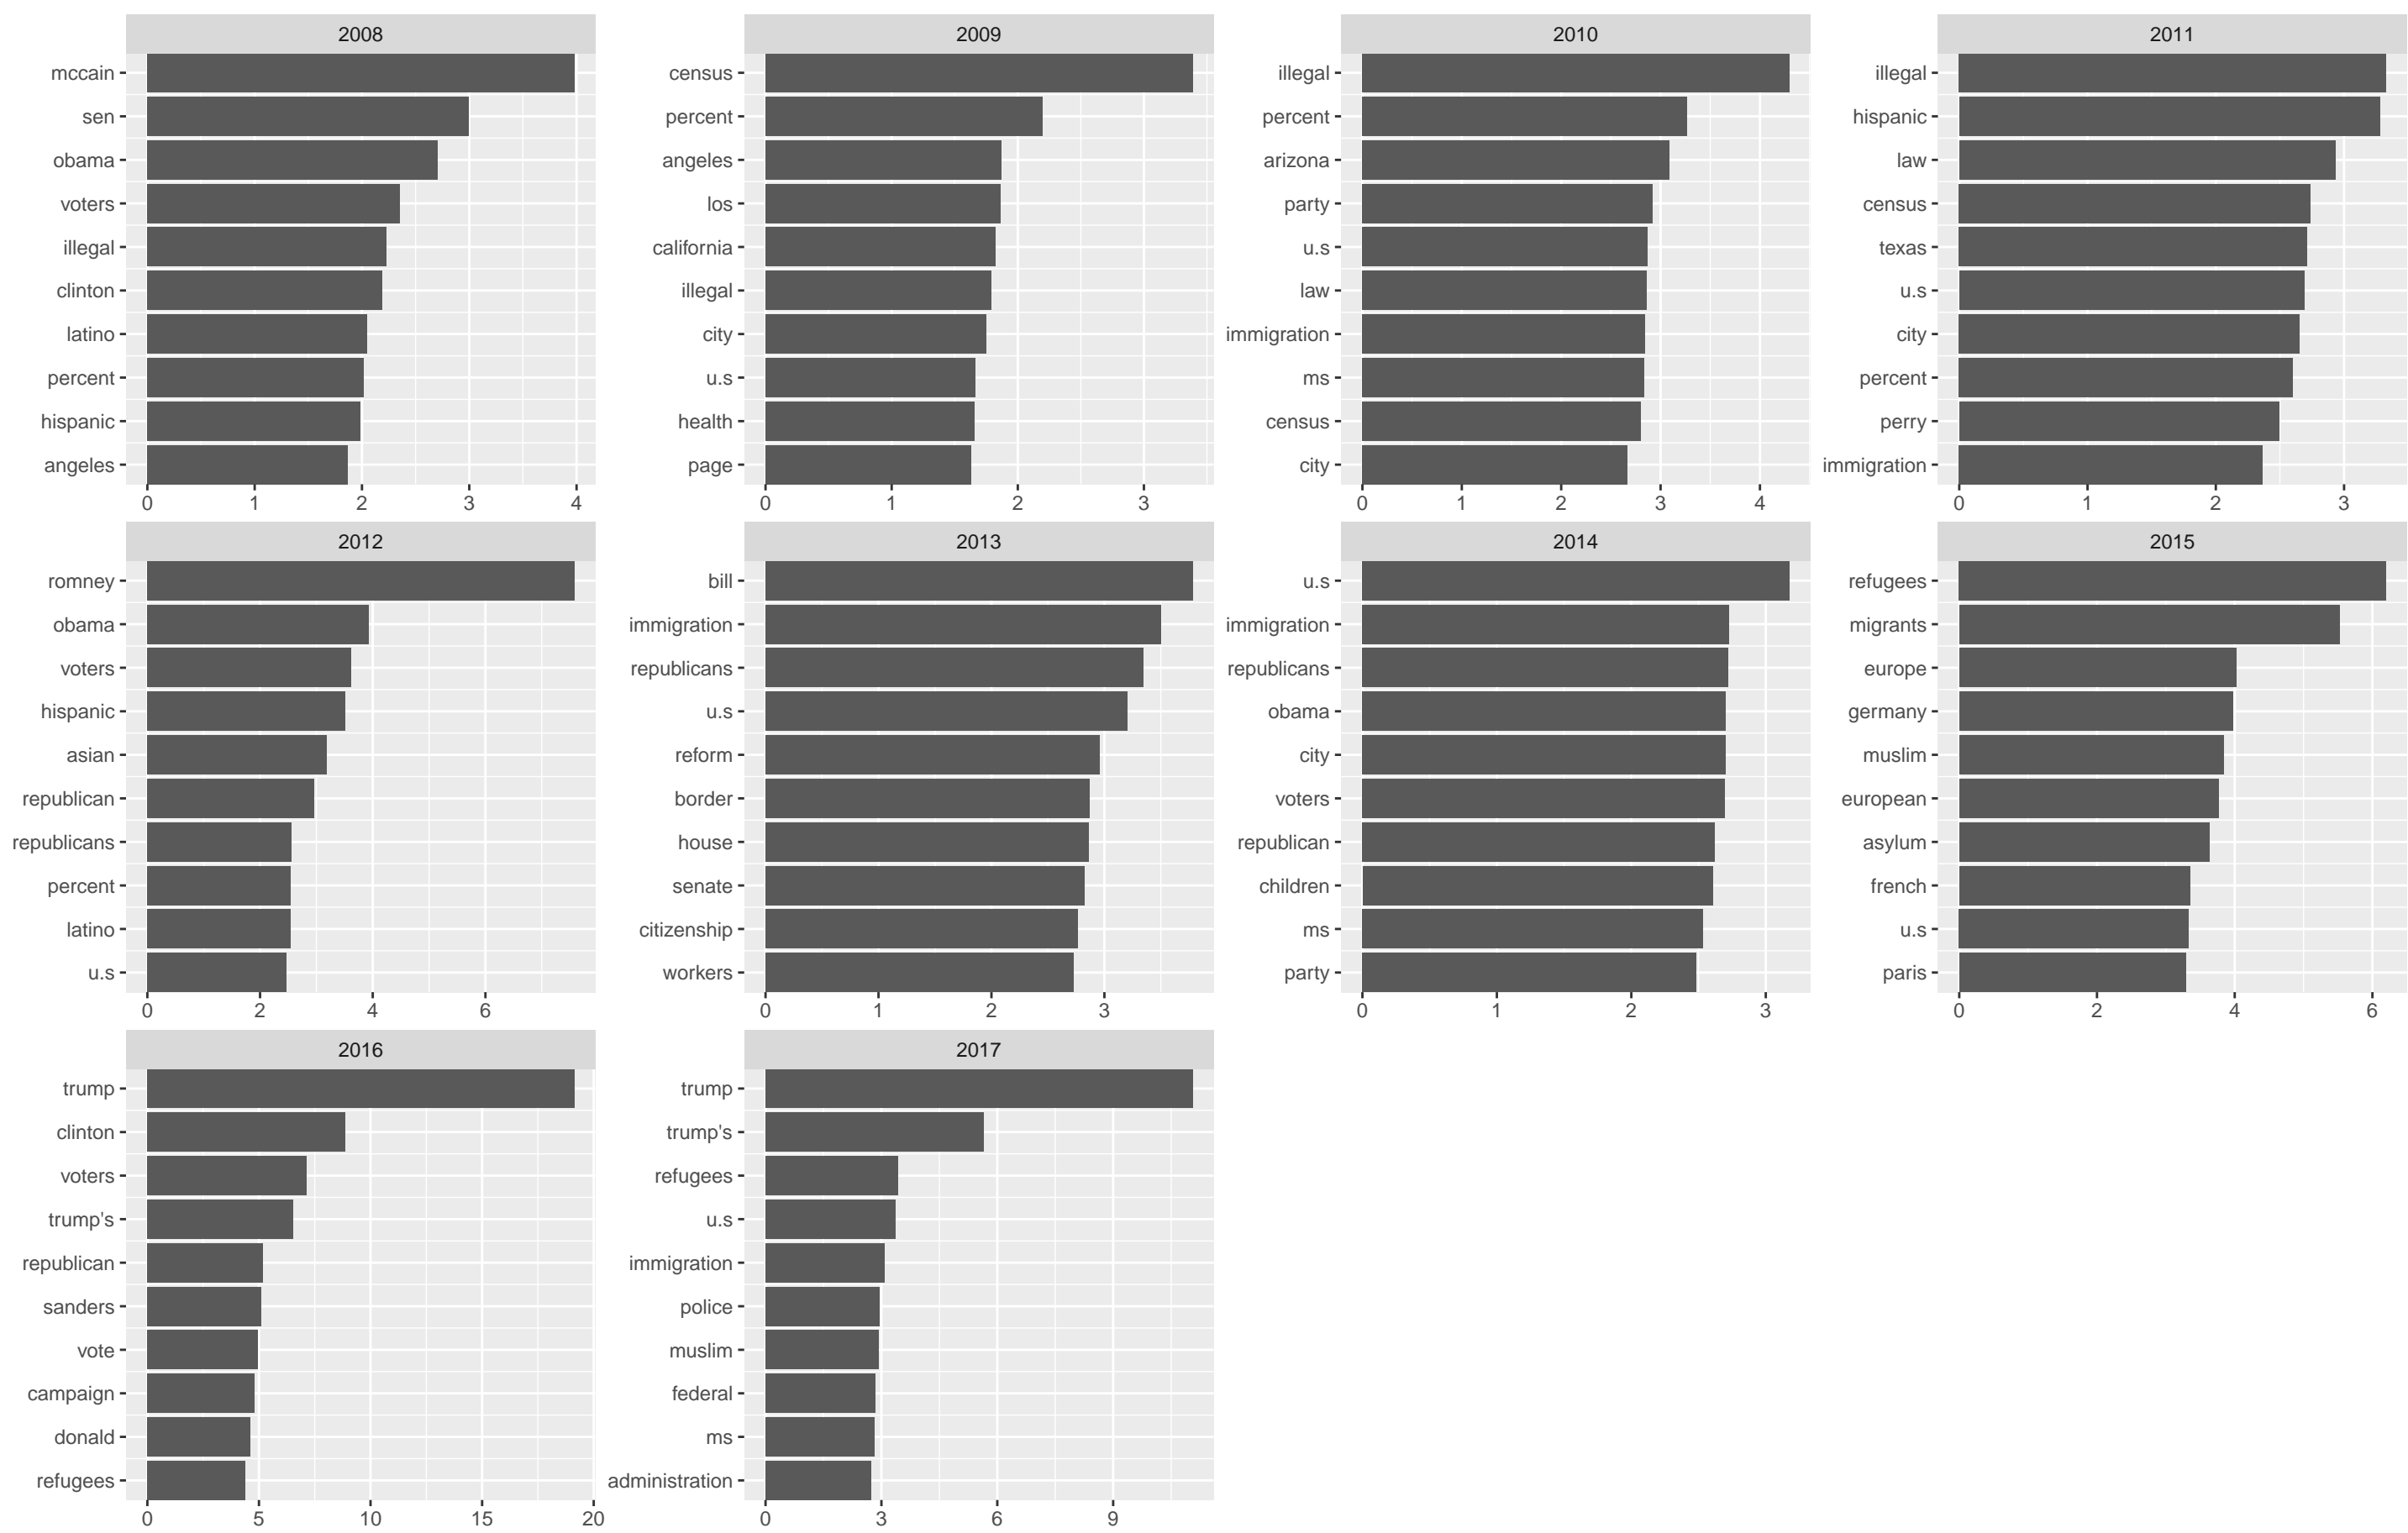 2008
mccain
sen
obama
voters
illegal
clinton
latino
percent
hispanic
angeles
0 1 2 3 4
2009
census
percent
angeles
los
california
illegal
city
u.s
health
page
0 1 2 3
2010
illegal
percent
arizona
party
u.s
law
immigration
ms
census
city
0 1 2 3 4
2011
illegal
hispanic
law
census
texas
u.s
city
percent
perry
immigration
0 1 2 3
2012
romney
obama
voters
hispanic
asian
republican
republicans
percent
latino
u.s
0 2 4 6
2013
bill
immigration
republicans
u.s
reform
border
house
senate
citizenship
workers
0 1 2 3
2014
u.s
immigration
republicans
obama
city
voters
republican
children
ms
party
0 1 2 3
2015
refugees
migrants
europe
germany
muslim
european
asylum
french
u.s
paris
0 2 4 6
2016
trump
clinton
voters
trump's
republican
sanders
vote
campaign
donald
refugees
0 5 10 15 20
2017
trump
trump's
refugees
u.s
immigration
police
muslim
federal
ms
administration
0 3 6 9